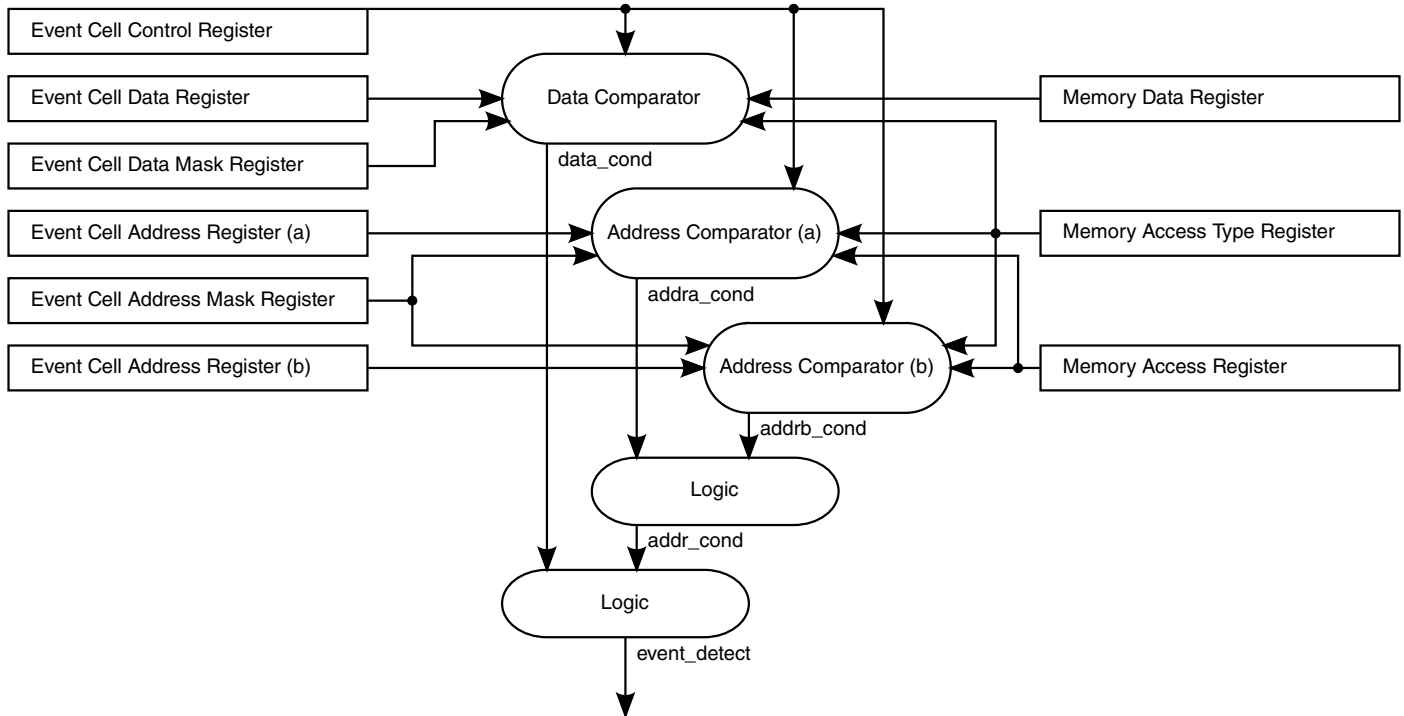 Event Cell Control Register
Event Cell Data Register
Data Comparator
Memory Data Register
Event Cell Data Mask Register
data_cond
Event Cell Address Register (a)
Address Comparator (a)
Memory Access Type Register
Event Cell Address Mask Register
addra_cond
Event Cell Address Register (b)
Address Comparator (b)
Memory Access Register
addrb_cond
Logic
addr_cond
Logic
event_detect